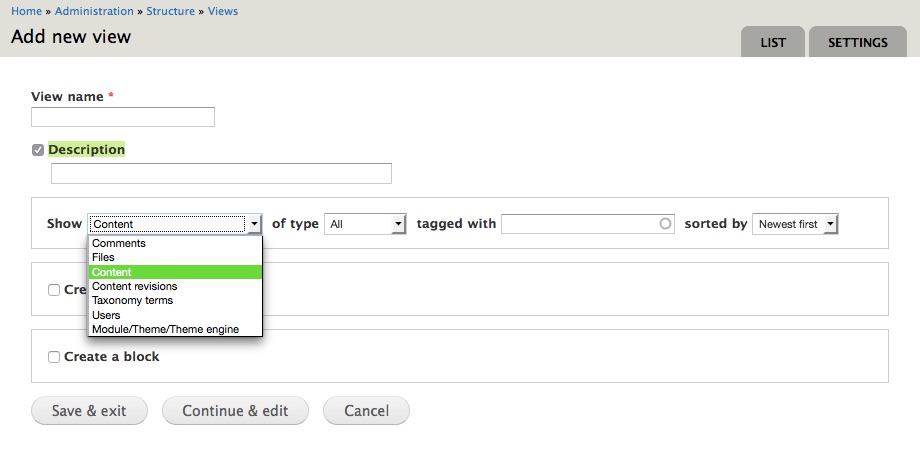 Home » Administration » Structure » Views
Add new view
LIST
SETTINGS
View name *
Description
Show Content of type All tagged with sorted by Newest first
Comments
Files
Content
Content revisions
Taxonomy terms
Users
Module/Theme/Theme engine
Cre
Create a block
Save & exit
Continue & edit
Cancel